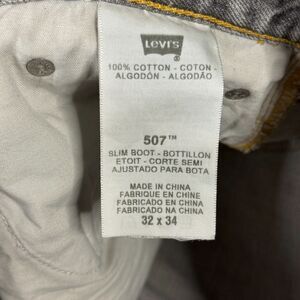 Levi's
100% COTTON - COTON -
ALGODÓN - ALGODÃO
507™
SLIM BOOT - BOTTILLON
ETOIT - CORTE SEMI
AJUSTADO PARA BOTA
MADE IN CHINA
FABRIQUE EN CHINE
FABRICADO EN CHINA
FABRICADO NA CHINA
32 x 34